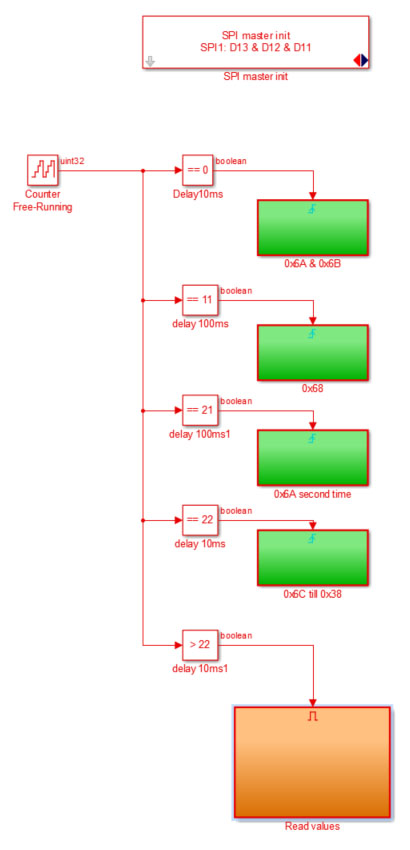 SPI master init
SPI1: D13 & D12 & D11
SPI master init
uint32
Counter
Free-Running
== 0
boolean
Delay10ms
0x6A & 0x6B
== 11
boolean
delay 100ms
0x68
== 21
boolean
delay 100ms1
0x6A second time
== 22
boolean
delay 10ms
0x6C till 0x38
> 22
boolean
delay 10ms1
Read values